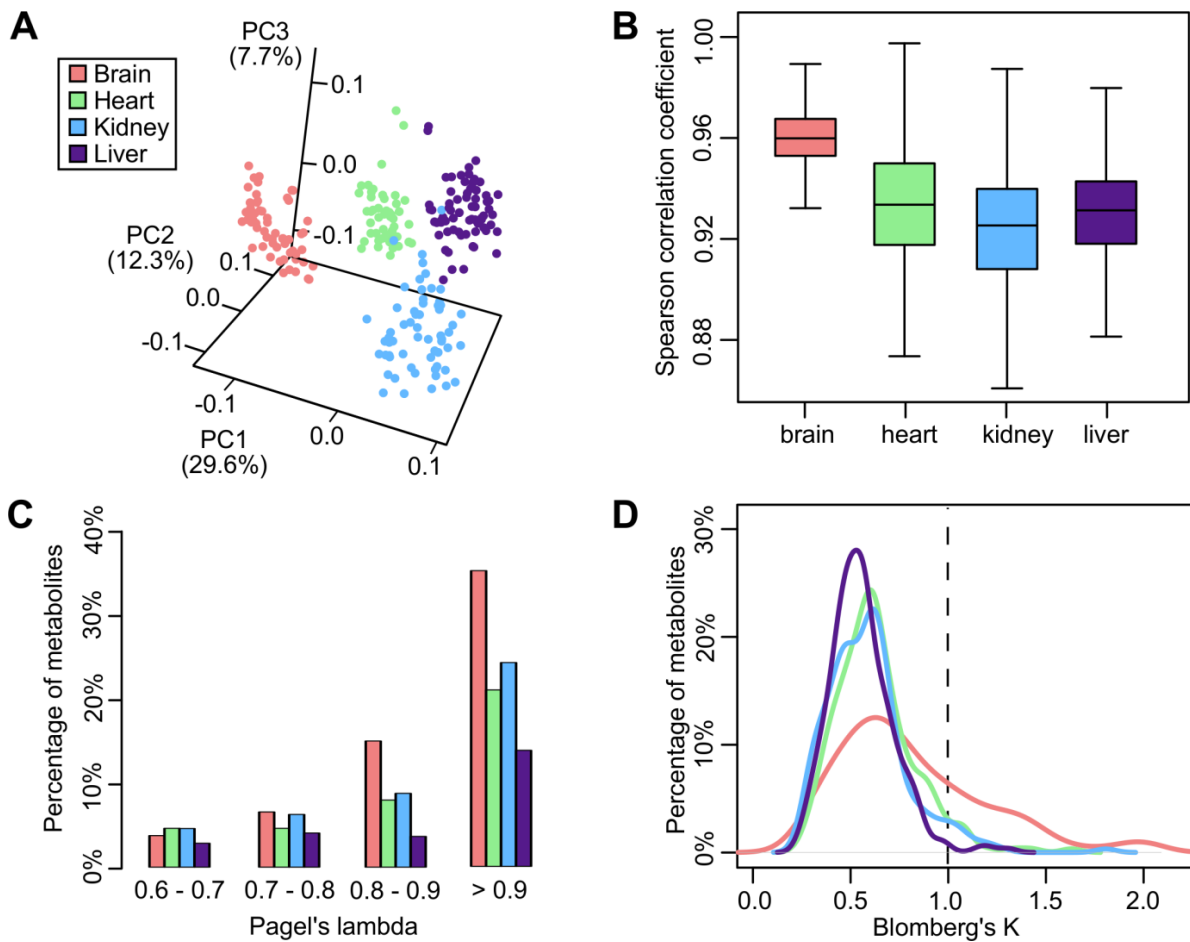 A
PC3
(7.7%)
Brain
Heart
Kidney
Liver
0.1
0.0
-0.1
PC2
(12.3%)
0.1
0.0
-0.1
-0.1
0.0
0.1
PC1
(29.6%)
B
Spearson correlation coefficient
1.00
0.96
0.92
0.88
brain
heart
kidney
liver
C
Percentage of metabolites
40%
30%
20%
10%
0%
0.6 - 0.7
0.7 - 0.8
0.8 - 0.9
> 0.9
Pagel's lambda
D
Percentage of metabolites
30%
20%
10%
0%
0.0
0.5
1.0
1.5
2.0
Blomberg's K